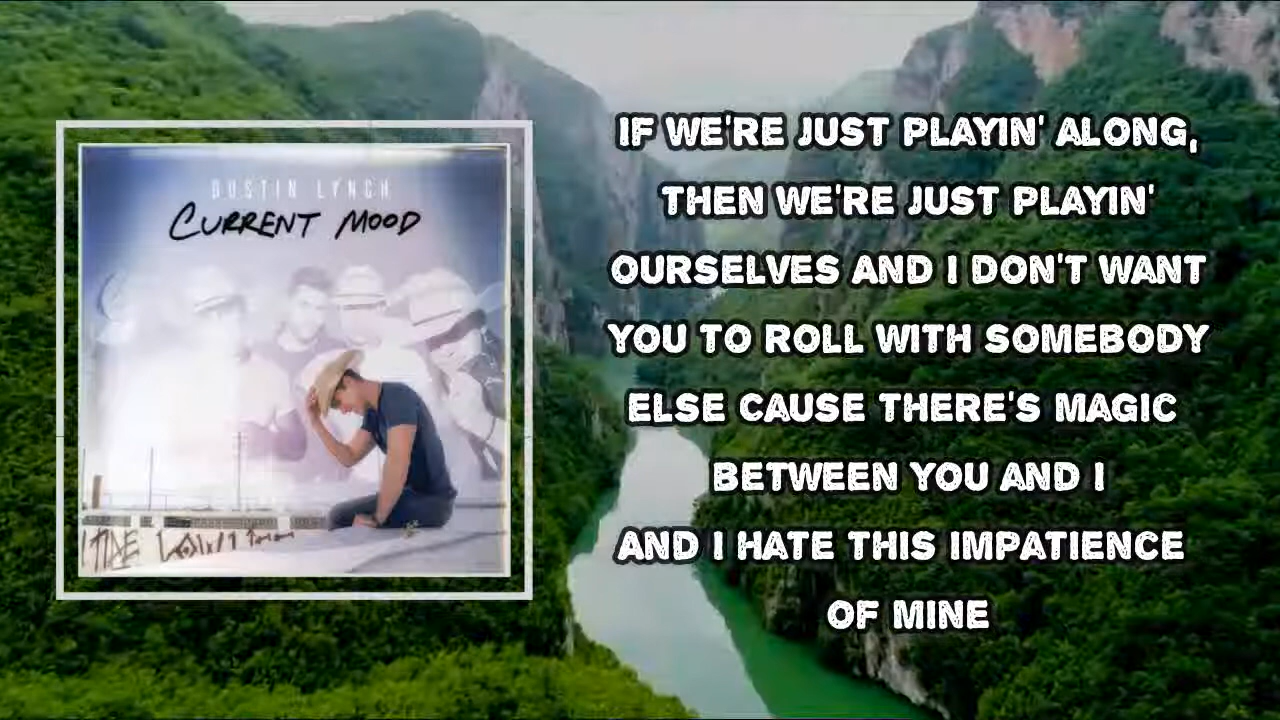 DUSTIN LYNCH
CURRENT MOOD
IF WE'RE JUST PLAYIN' ALONG,
THEN WE'RE JUST PLAYIN'
OURSELVES AND I DON'T WANT
YOU TO ROLL WITH SOMEBODY
ELSE CAUSE THERE'S MAGIC
BETWEEN YOU AND I
AND I HATE THIS IMPATIENCE
OF MINE